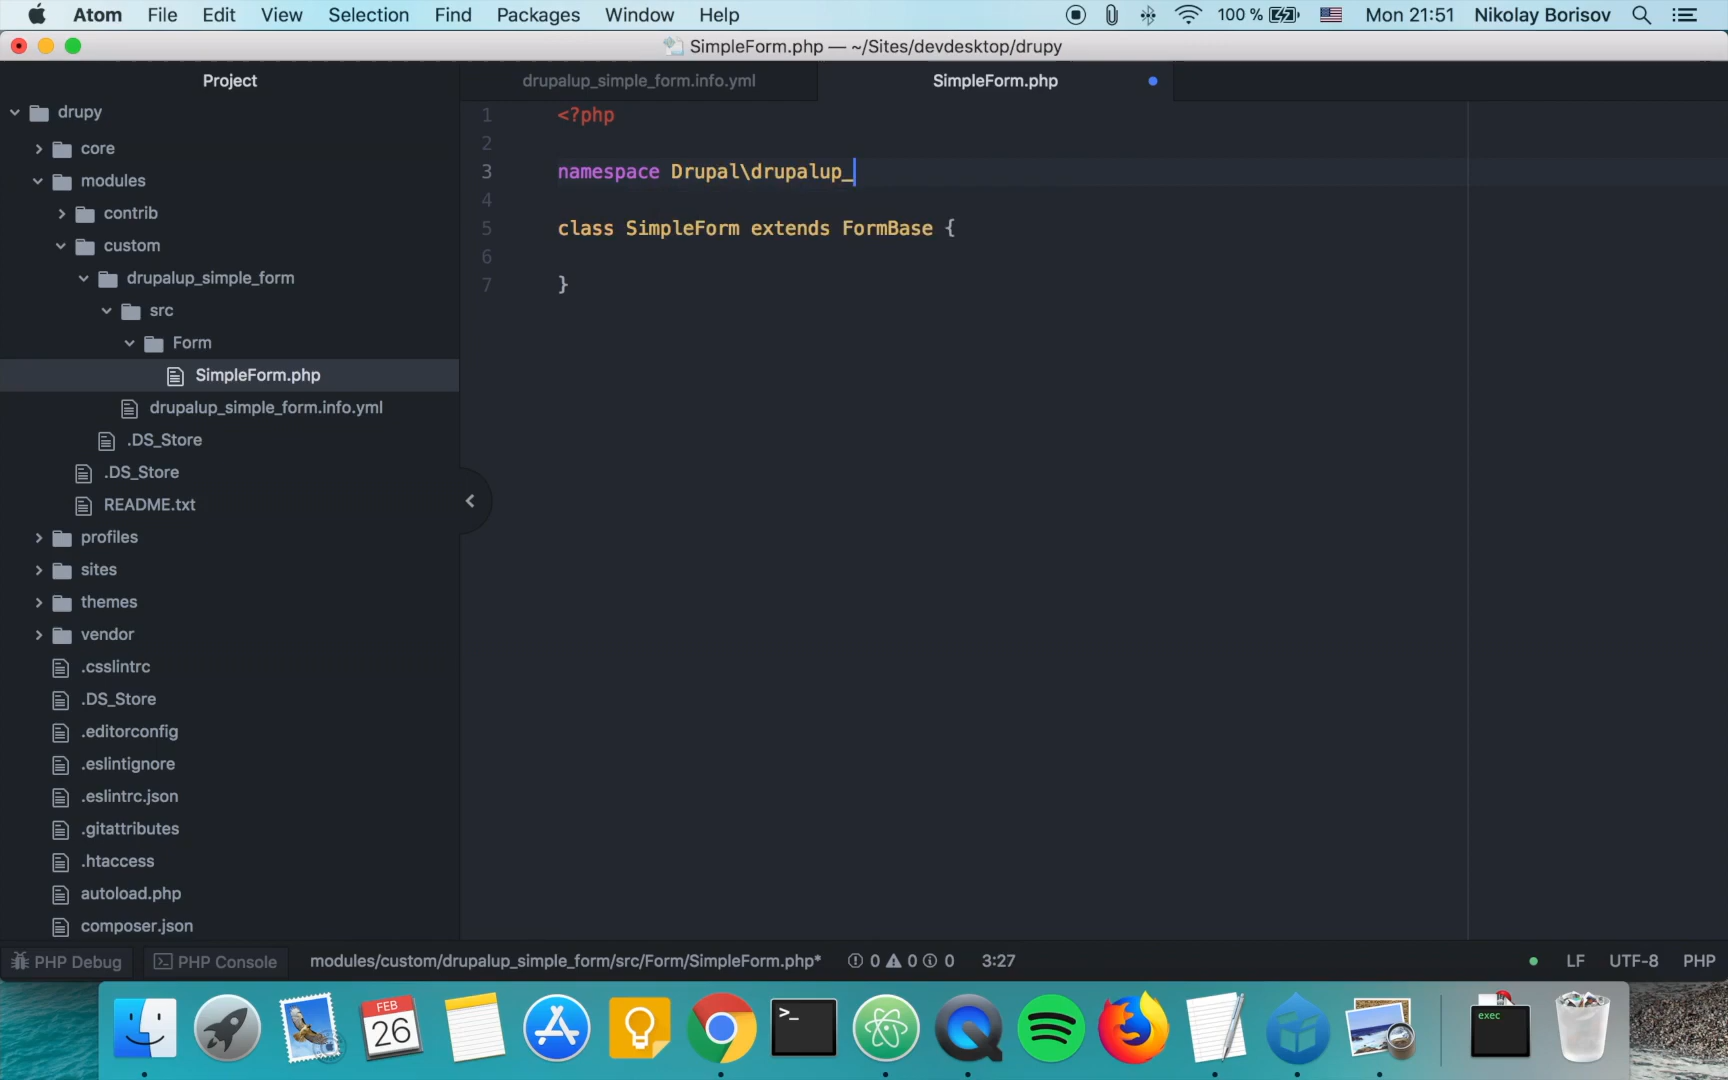 Atom File Edit View Selection Find Packages Window Help 100 % Mon 21:51 Nikolay Borisov
SimpleForm.php — ~/Sites/devdesktop/drupy
Project
drupalup_simple_form.info.yml
SimpleForm.php
drupy
core
modules
contrib
custom
drupalup_simple_form
src
Form
SimpleForm.php
drupalup_simple_form.info.yml
.DS_Store
.DS_Store
README.txt
profiles
sites
themes
vendor
.csslintrc
.DS_Store
.editorconfig
.eslintignore
.eslintrc.json
.gitattributes
.htaccess
autoload.php
composer.json
1 <?php
2
3 namespace Drupal\drupalup_
4
5 class SimpleForm extends FormBase {
6
7 }
PHP Debug PHP Console modules/custom/drupalup_simple_form/src/Form/SimpleForm.php* 0 0 0 3:27 LF UTF-8 PHP
FEB
26
>_
exec